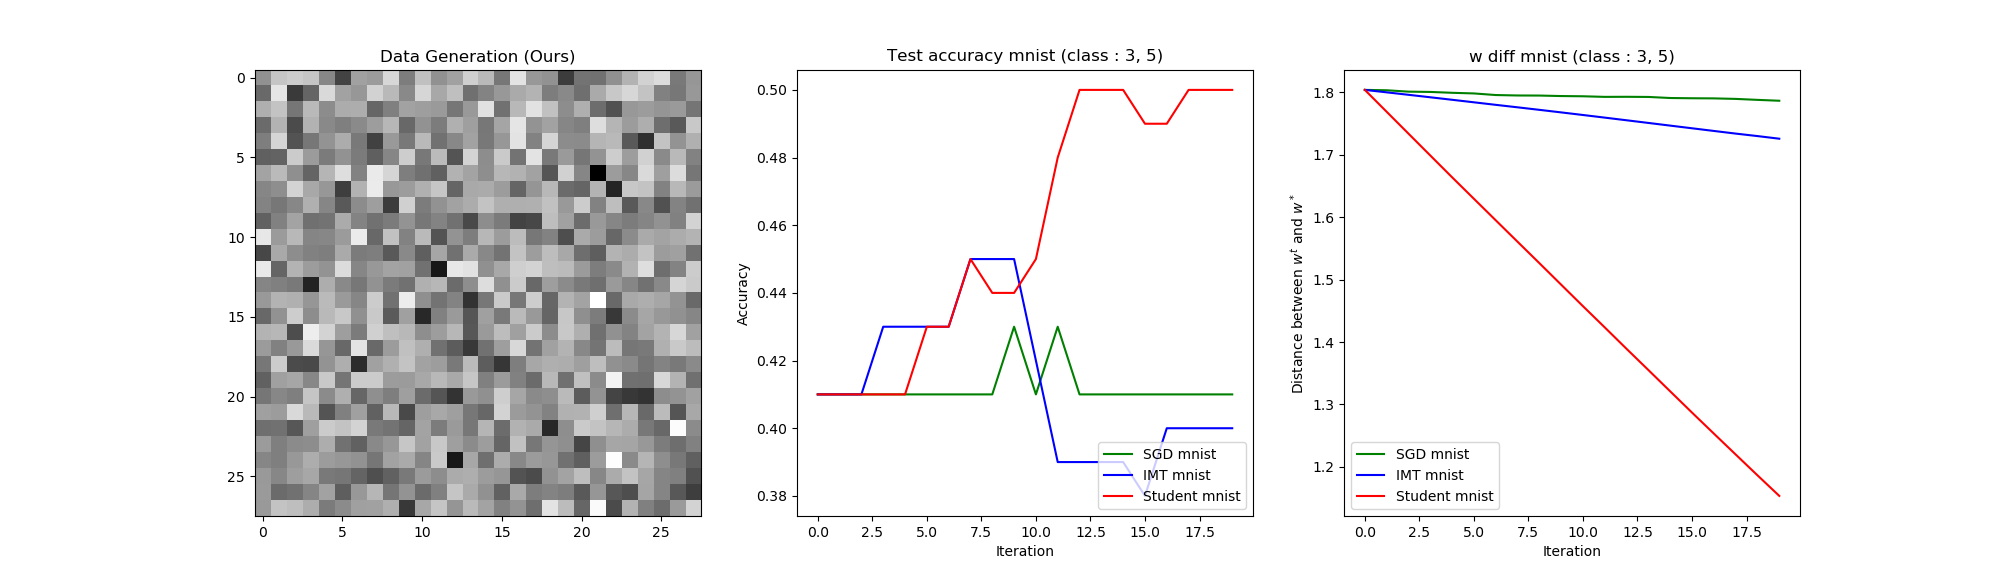 Data Generation (Ours)
0
5
10
15
20
25
0 5 10 15 20 25
Test accuracy mnist (class : 3, 5)
Accuracy
0.50
0.48
0.46
0.44
0.42
0.40
0.38
SGD mnist
IMT mnist
Student mnist
0.0 2.5 5.0 7.5 10.0 12.5 15.0 17.5
Iteration
w diff mnist (class : 3, 5)
Distance between w^t and w^*
1.8
1.7
1.6
1.5
1.4
1.3
1.2
SGD mnist
IMT mnist
Student mnist
0.0 2.5 5.0 7.5 10.0 12.5 15.0 17.5
Iteration